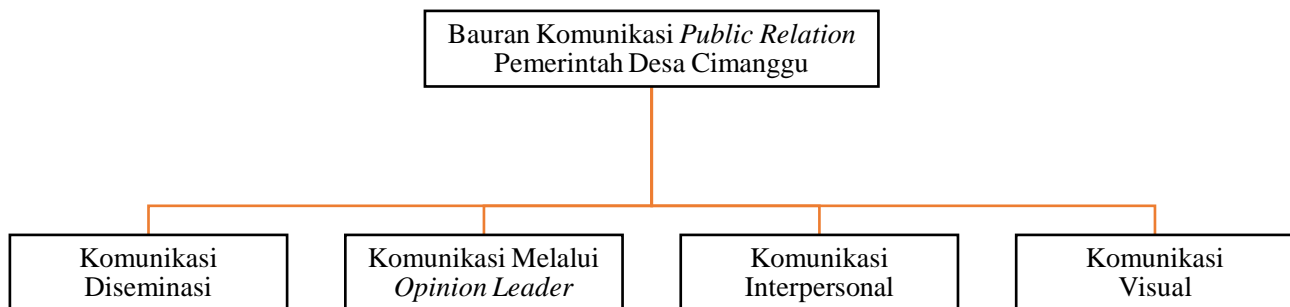 Bauran Komunikasi Public Relation
Pemerintah Desa Cimanggu
Komunikasi
Diseminasi
Komunikasi Melalui
Opinion Leader
Komunikasi
Interpersonal
Komunikasi
Visual